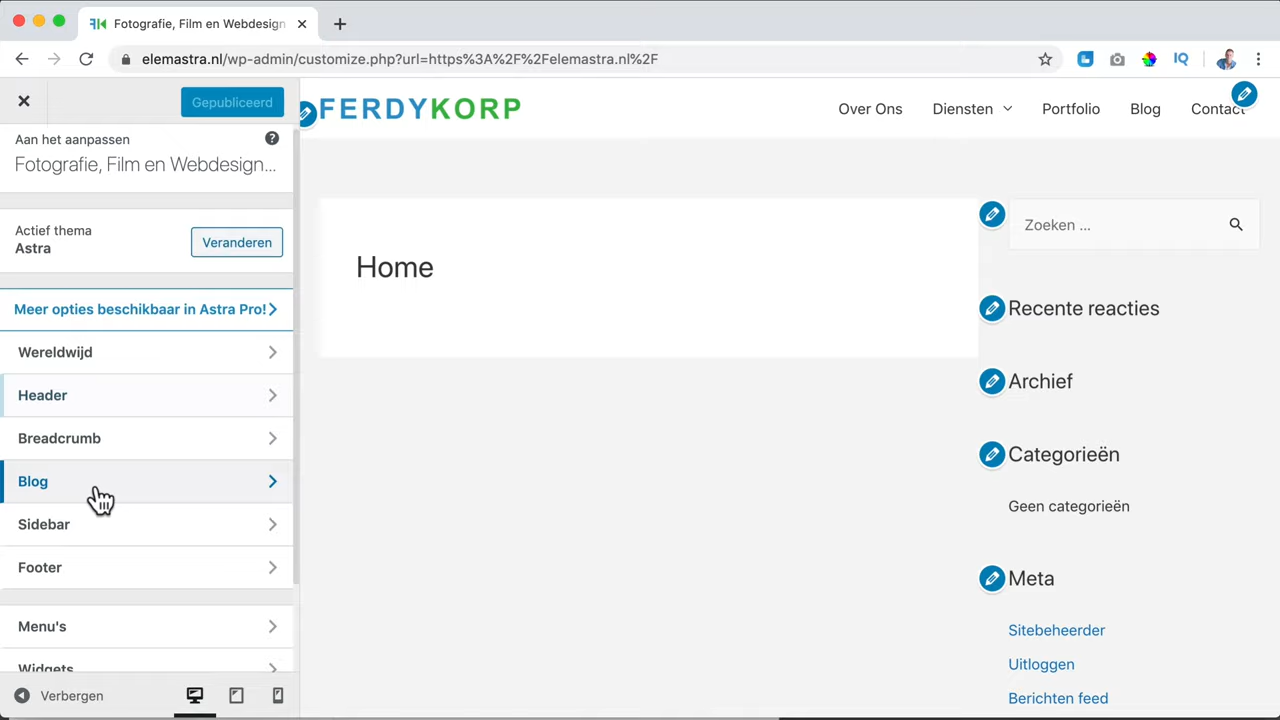 Fotografie, Film en Webdesign
elemastra.nl/wp-admin/customize.php?url=https%3A%2F%2Felemastra.nl%2F
IQ
Gepubliceerd
Aan het aanpassen
Fotografie, Film en Webdesign...
Actief thema
Astra
Veranderen
Meer opties beschikbaar in Astra Pro!
Wereldwijd
Header
Breadcrumb
Blog
Sidebar
Footer
Menu's
Widgets
Verbergen
FERDYKORP
Over Ons
Diensten
Portfolio
Blog
Contact
Home
Zoeken ...
Recente reacties
Archief
Categorieën
Geen categorieën
Meta
Sitebeheerder
Uitloggen
Berichten feed